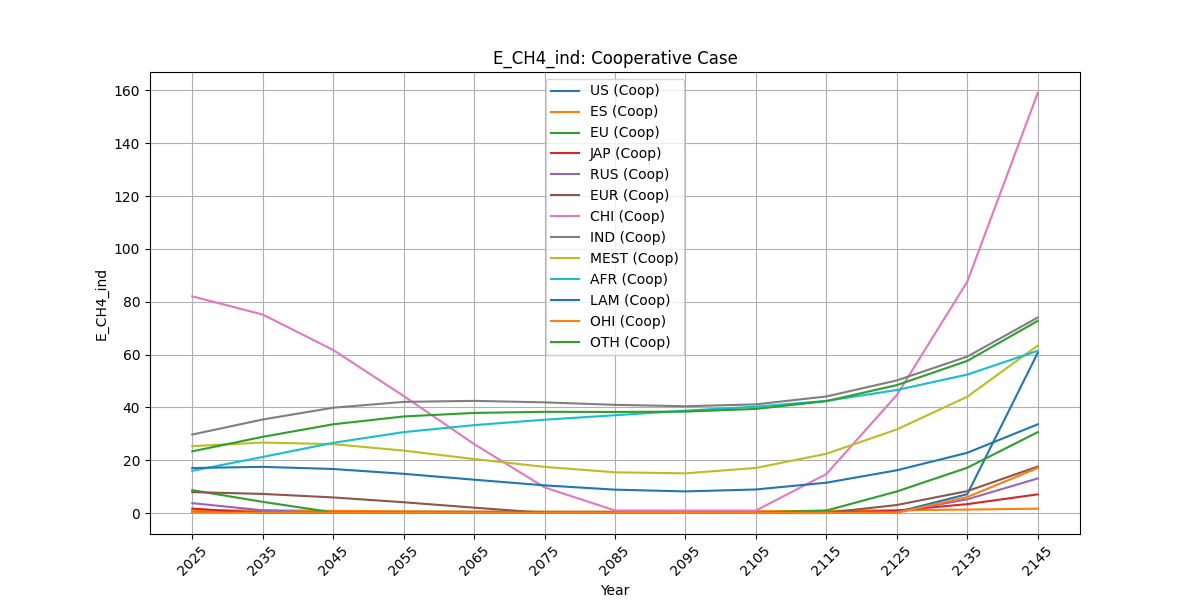 E_CH4_ind: Cooperative Case
160
140
120
100
80
60
40
20
0
E_CH4_ind
US (Coop)
ES (Coop)
EU (Coop)
JAP (Coop)
RUS (Coop)
EUR (Coop)
CHI (Coop)
IND (Coop)
MEST (Coop)
AFR (Coop)
LAM (Coop)
OHI (Coop)
OTH (Coop)
2025
2035
2045
2055
2065
2075
2085
2095
2105
2115
2125
2135
2145
Year